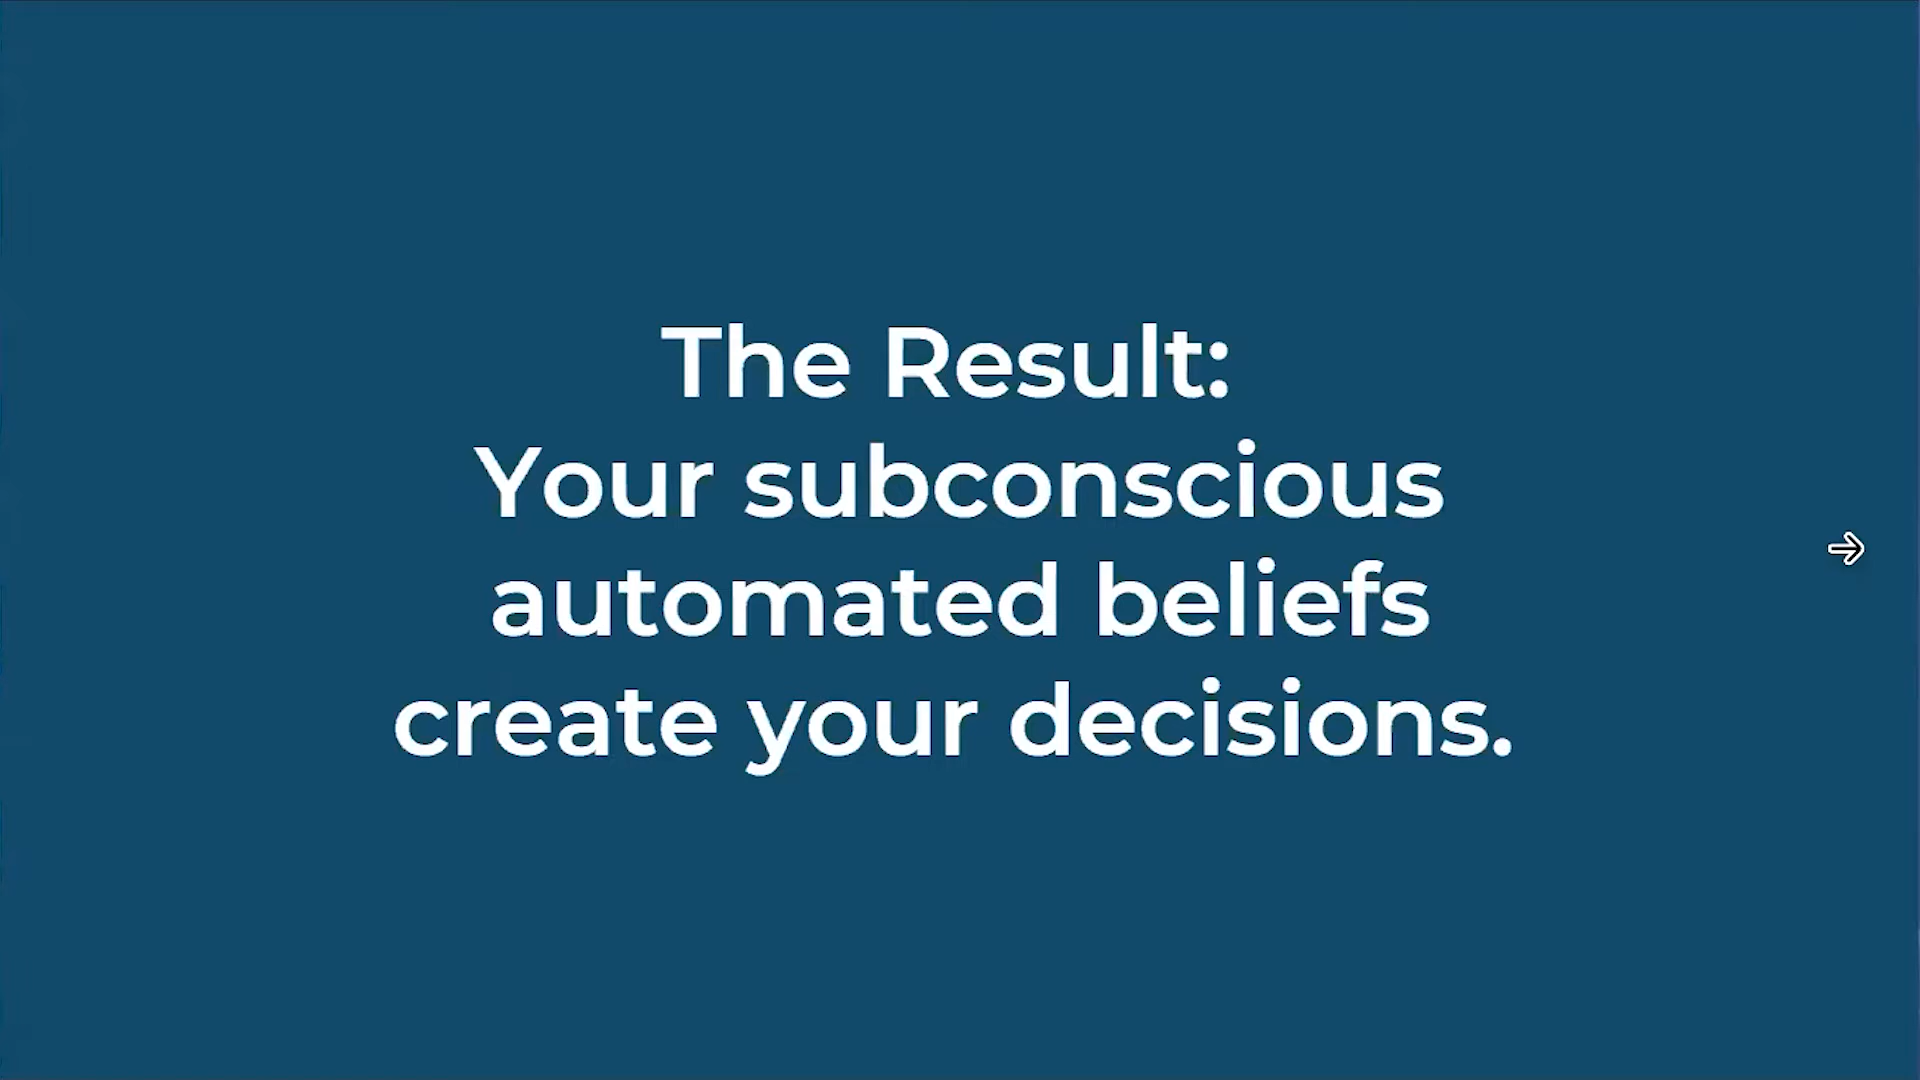 The Result:
Your subconscious
automated beliefs
create your decisions.